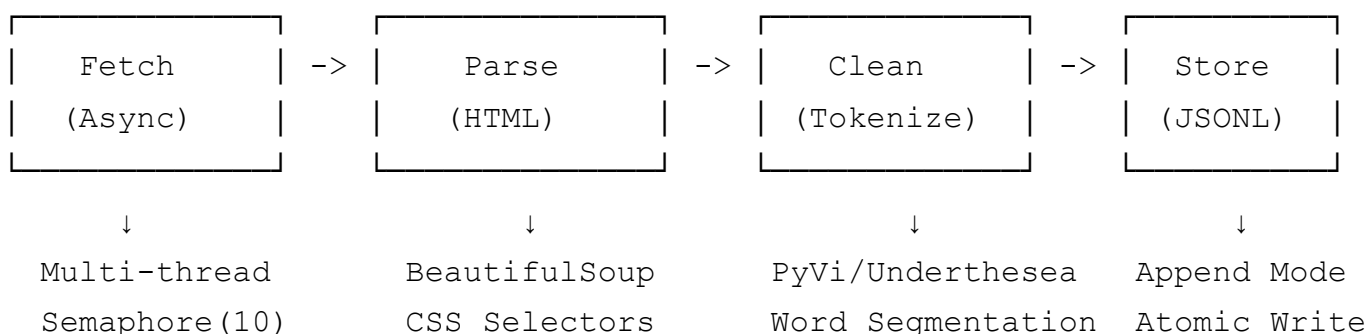 Fetch -> Parse -> Clean -> Store
(Async) (HTML) (Tokenize) (JSONL)
↓ ↓ ↓ ↓
Multi-thread BeautifulSoup PyVi/Underthesea Append Mode
Semaphore(10) CSS Selectors Word Segmentation Atomic Write